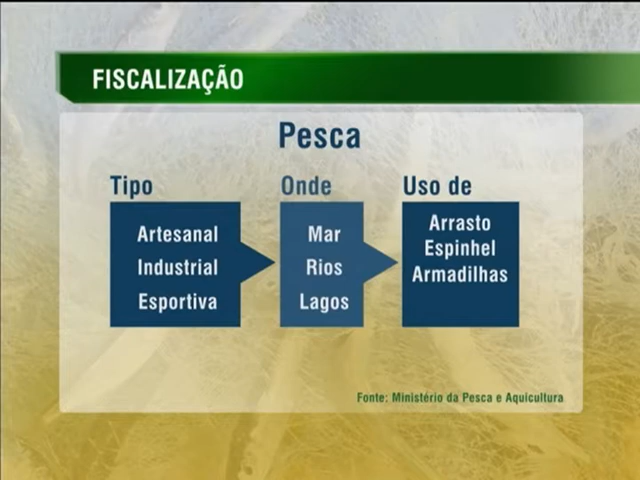 FISCALIZAÇÃO
Pesca
Tipo
Artesanal
Industrial
Esportiva
Onde
Mar
Rios
Lagos
Uso de
Arrasto
Espinhel
Armadilhas
Fonte: Ministério da Pesca e Aquicultura